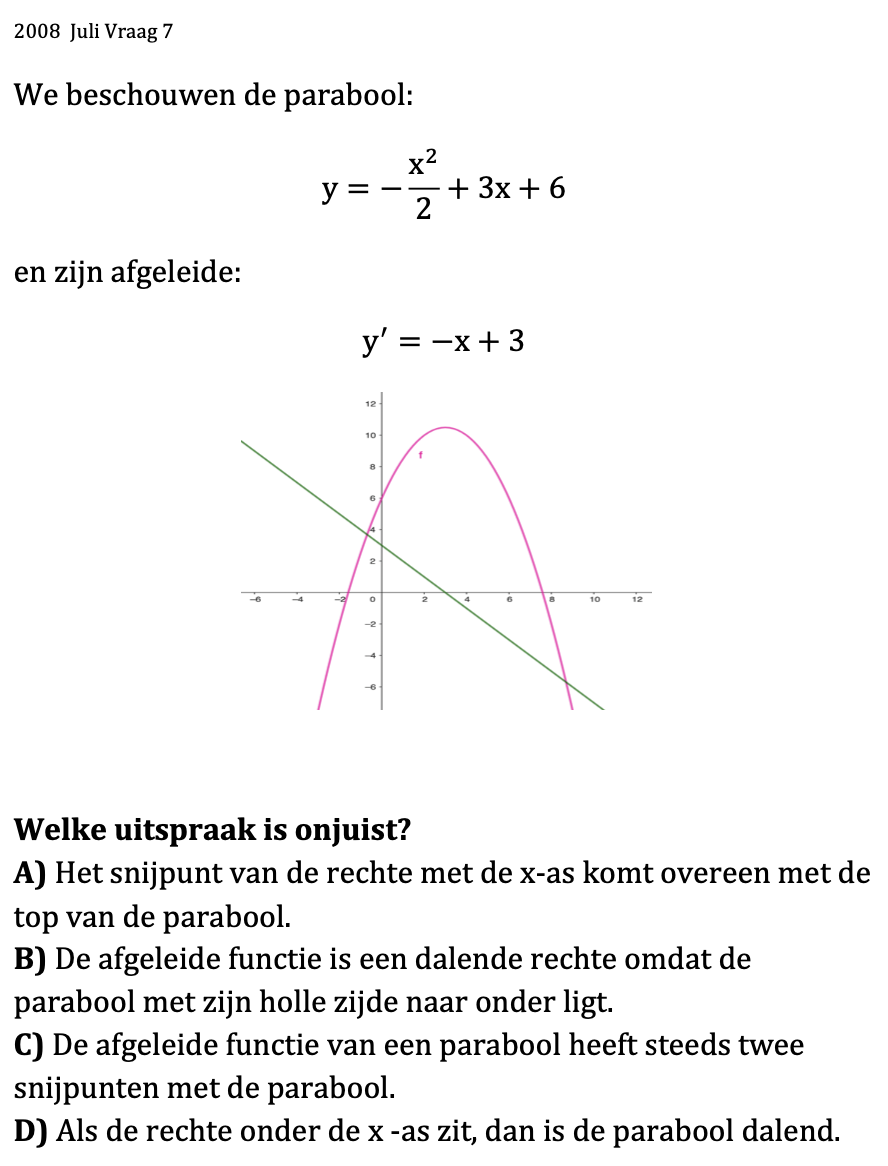 2008 Juli Vraag 7
We beschouwen de parabool:
y = −x²/2 + 3x + 6
en zijn afgeleide:
y′ = −x + 3
12
10
f
8
6
4
2
−6 −4 −2 0 2 4 6 8 10 12
−2
−4
−6
Welke uitspraak is onjuist?
A) Het snijpunt van de rechte met de x-as komt overeen met de
top van de parabool.
B) De afgeleide functie is een dalende rechte omdat de
parabool met zijn holle zijde naar onder ligt.
C) De afgeleide functie van een parabool heeft steeds twee
snijpunten met de parabool.
D) Als de rechte onder de x -as zit, dan is de parabool dalend.